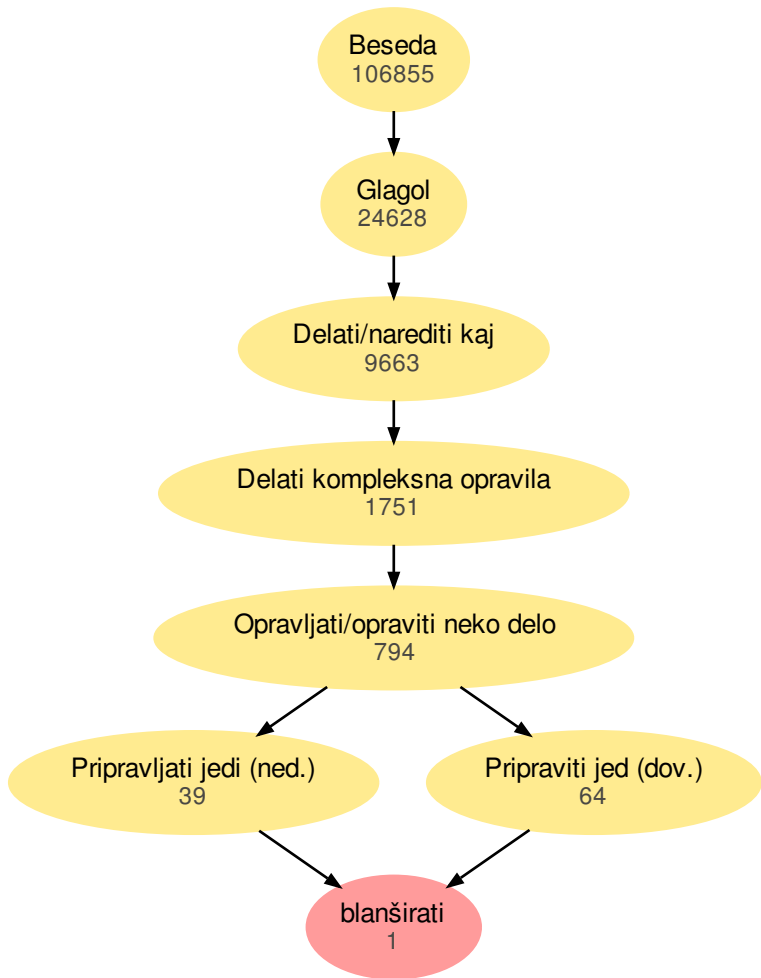 Beseda
106855
Glagol
24628
Delati/narediti kaj
9663
Delati kompleksna opravila
1751
Opravljati/opraviti neko delo
794
Pripravljati jedi (ned.)
39
Pripraviti jed (dov.)
64
blanširati
1